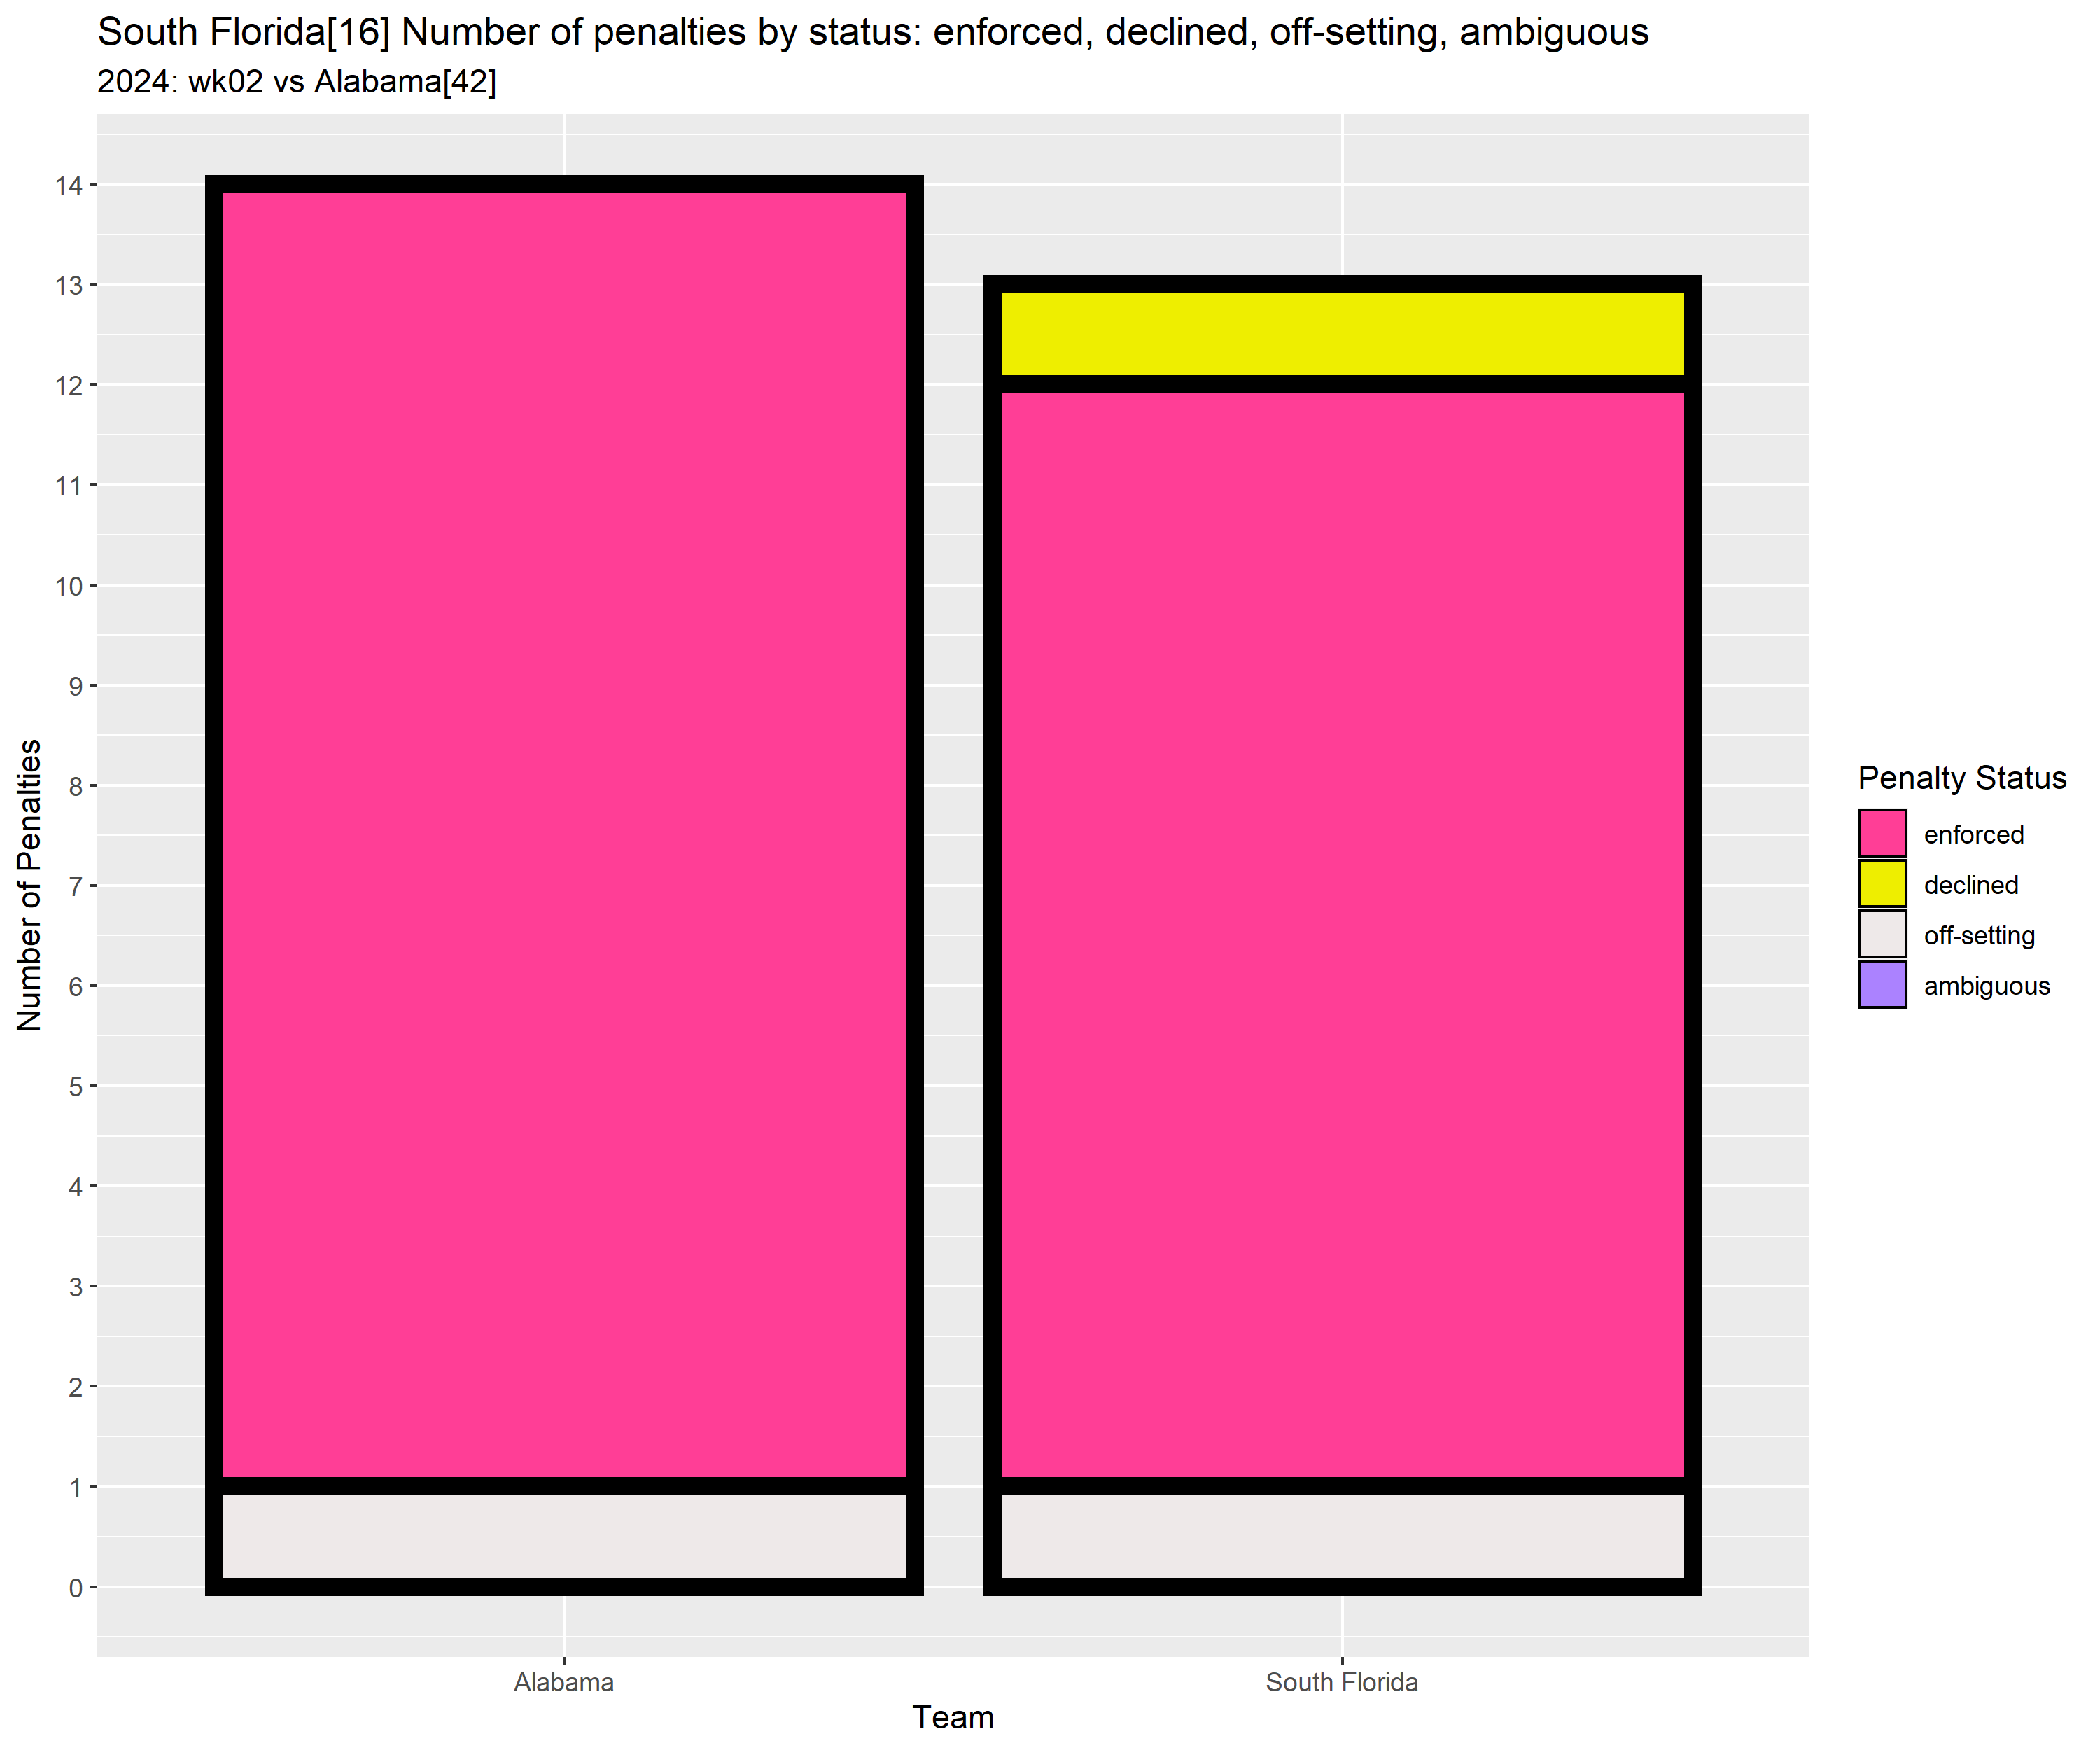 South Florida[16] Number of penalties by status: enforced, declined, off-setting, ambiguous
2024: wk02 vs Alabama[42]
Number of Penalties
14
13
12
11
10
9
8
7
6
5
4
3
2
1
0
Alabama
South Florida
Team
Penalty Status
enforced
declined
off-setting
ambiguous